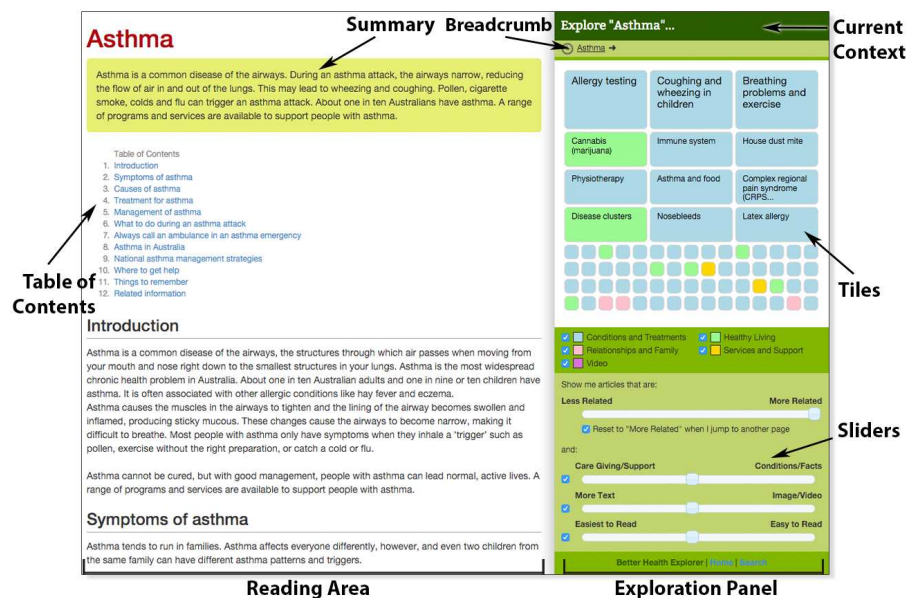 Summary
Breadcrumb
Current
Context
Table of
Contents
Tiles
Sliders
Reading Area
Exploration Panel
Asthma
Asthma is a common disease of the airways. During an asthma attack, the airways narrow, reducing
the flow of air in and out of the lungs. This may lead to wheezing and coughing. Pollen, cigarette
smoke, colds and flu can trigger an asthma attack. About one in ten Australians have asthma. A range
of programs and services are available to support people with asthma.
Table of Contents
1. Introduction
2. Symptoms of asthma
3. Causes of asthma
4. Treatment for asthma
5. Management of asthma
6. What to do during an asthma attack
7. Always call an ambulance in an asthma emergency
8. Asthma in Australia
9. National asthma management strategies
10. Where to get help
11. Things to remember
12. Related information
Introduction
Asthma is a common disease of the airways, the structures through which air passes when moving from
your mouth and nose right down to the smallest structures in your lungs. Asthma is the most widespread
chronic health problem in Australia. About one in ten Australian adults and one in nine or ten children have
asthma. It is often associated with other allergic conditions like hay fever and eczema.
Asthma causes the muscles in the airways to tighten and the lining of the airway becomes swollen and
inflamed, producing sticky mucous. These changes cause the airways to become narrow, making it
difficult to breathe. Most people with asthma only have symptoms when they inhale a 'trigger' such as
pollen, exercise without the right preparation, or catch a cold or flu.
Asthma cannot be cured, but with good management, people with asthma can lead normal, active lives. A
range of programs and services are available to support people with asthma.
Symptoms of asthma
Asthma tends to run in families. Asthma affects everyone differently, however, and even two children from
the same family can have different asthma patterns and triggers.
Explore "Asthma"...
Asthma ➔
Allergy testing
Coughing and
wheezing in
children
Breathing
problems and
exercise
Cannabis
(marijuana)
Immune system
House dust mite
Physiotherapy
Asthma and food
Complex regional
pain syndrome
(CRPS...
Disease clusters
Nosebleeds
Latex allergy
Conditions and Treatments
Healthy Living
Relationships and Family
Services and Support
Video
Show me articles that are:
Less Related
More Related
Reset to "More Related" when I jump to another page
and:
Care Giving/Support
Conditions/Facts
More Text
Image/Video
Easiest to Read
Easy to Read
Better Health Explorer | Home | Search